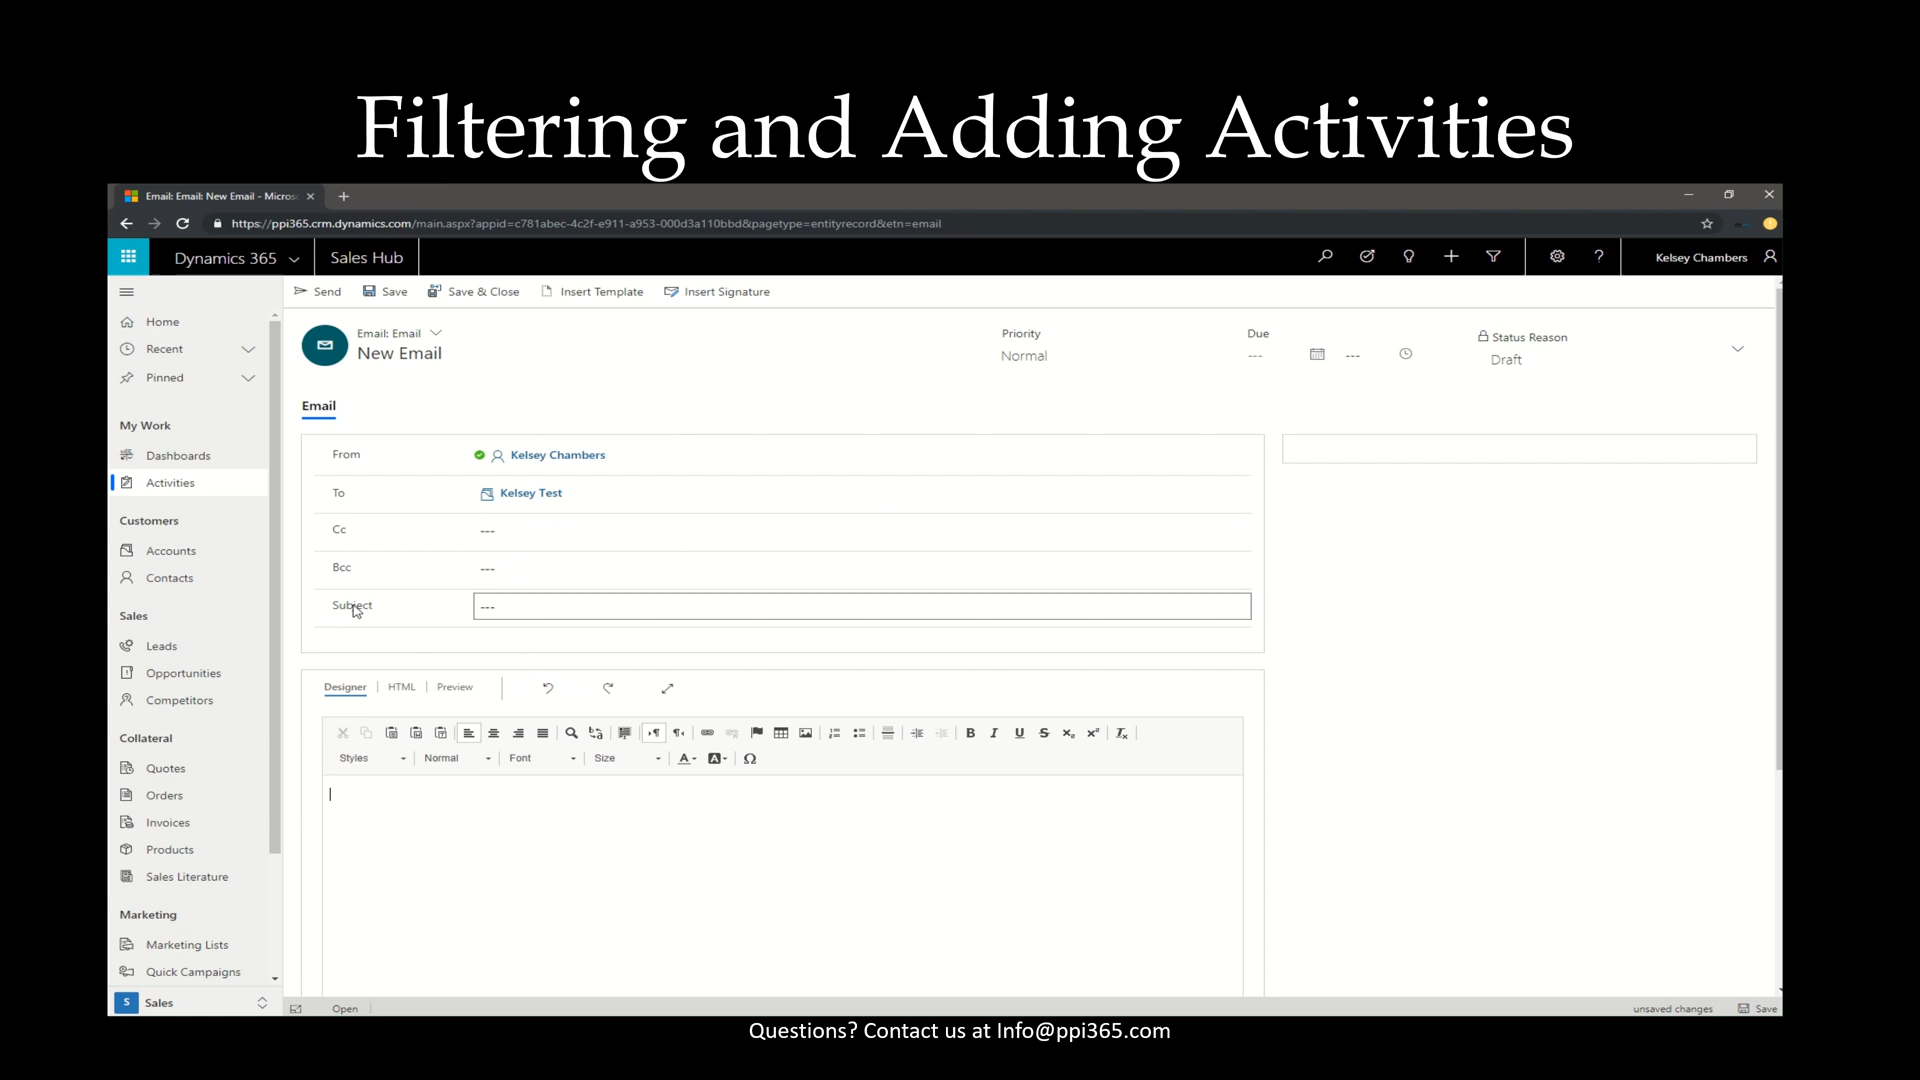 Filtering and Adding Activities
Email: Email: New Email - Micros
https://ppi365.crm.dynamics.com/main.aspx?appid=c781abec-4c2f-e911-a953-000d3a110bbd&pagetype=entityrecord&etn=email
Dynamics 365
Sales Hub
Kelsey Chambers
Send
Save
Save & Close
Insert Template
Insert Signature
Home
Recent
Pinned
My Work
Dashboards
Activities
Customers
Accounts
Contacts
Sales
Leads
Opportunities
Competitors
Collateral
Quotes
Orders
Invoices
Products
Sales Literature
Marketing
Marketing Lists
Quick Campaigns
S Sales
Email: Email
New Email
Priority
Normal
Due
---
---
Status Reason
Draft
Email
From Kelsey Chambers
To Kelsey Test
Cc ---
Bcc ---
Subject ---
Designer | HTML | Preview
Styles Normal Font Size
Open
unsaved changes
Save
Questions? Contact us at Info@ppi365.com